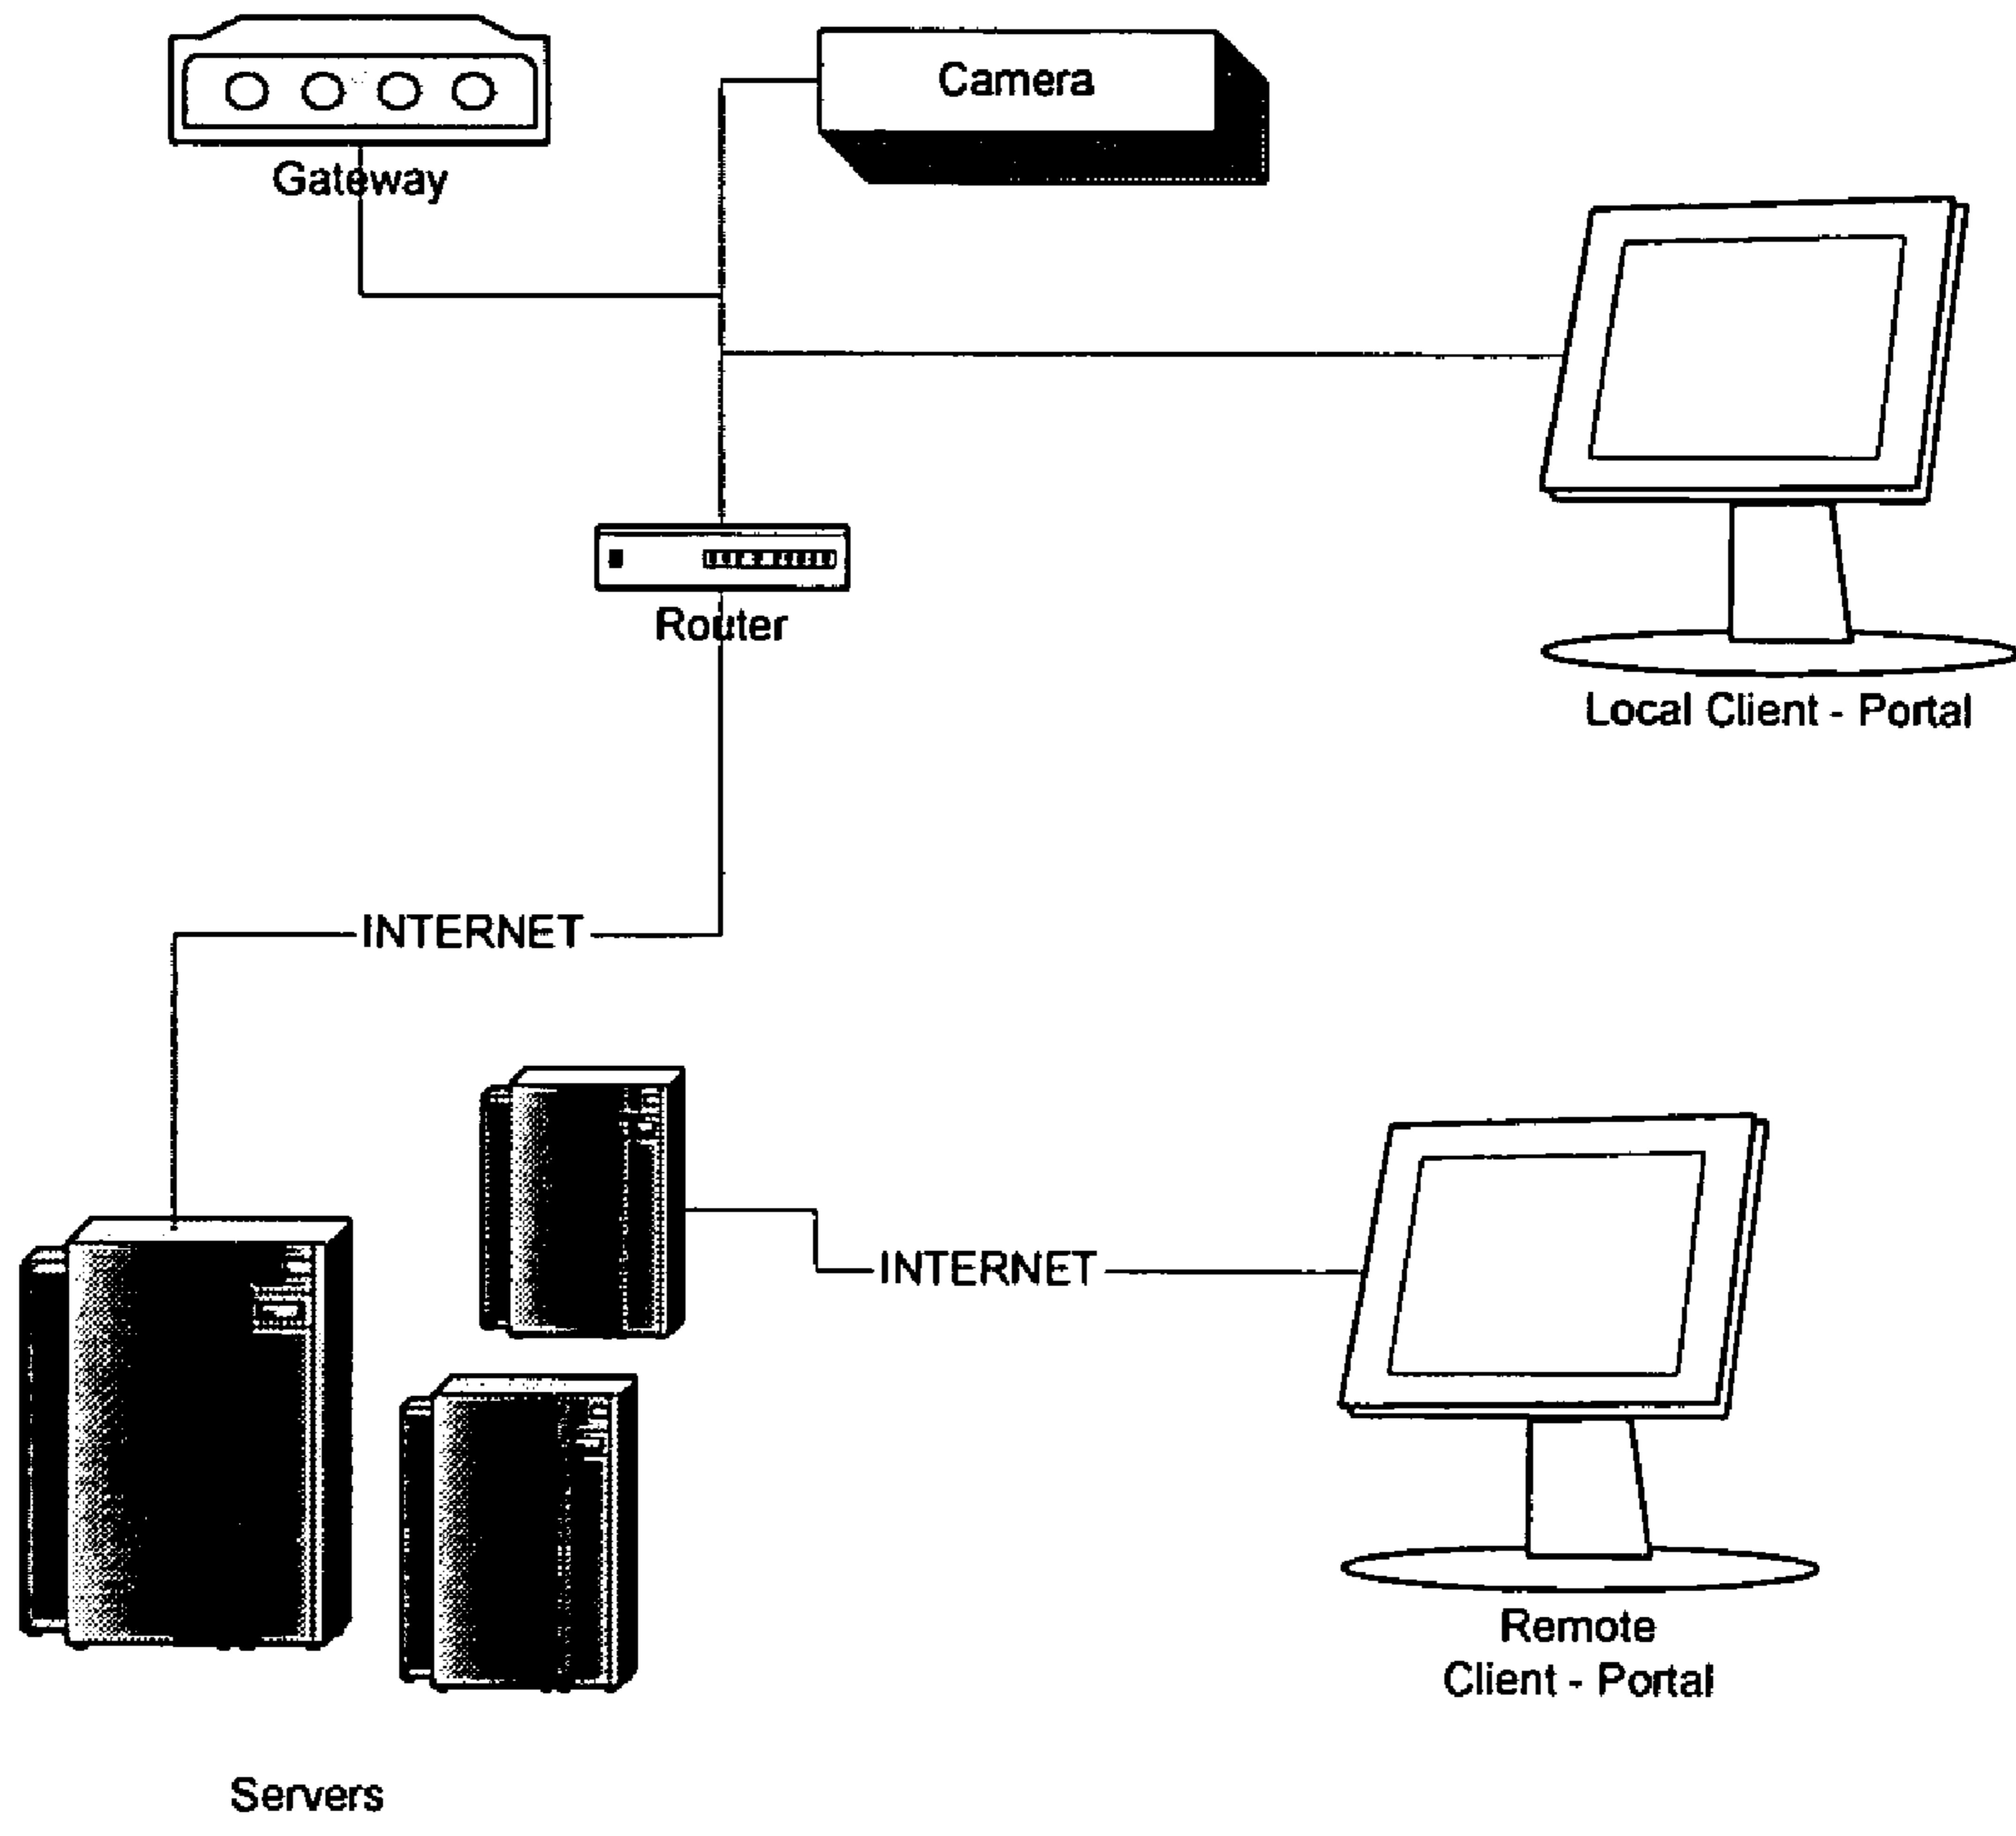 Camera
Gateway
Router
Local Client - Portal
INTERNET
INTERNET
Remote
Client - Portal
Servers